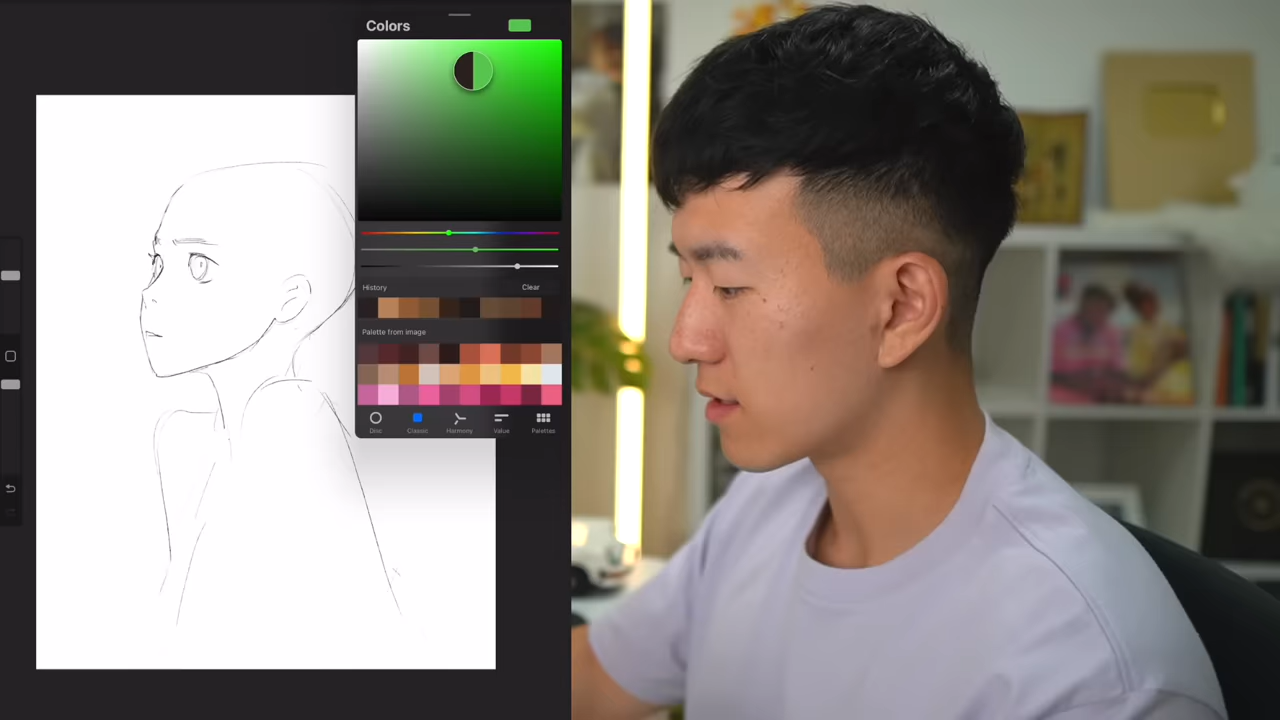 Colors
History Clear
Palette from image
Disc Classic Harmony Value Palettes